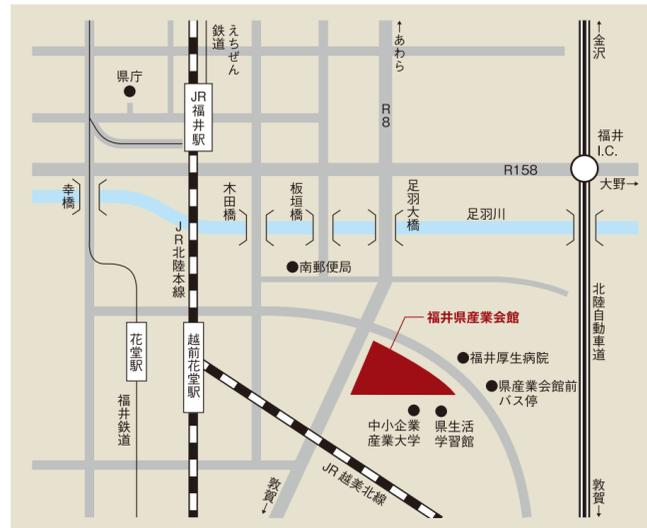 えちぜん
鉄道
↑あわら
↑金沢
県庁
JR
福井駅
R8
福井
I.C.
R158
大野→
幸橋
木田橋
板垣橋
足羽大橋
足羽川
JR北陸本線
南郵便局
北陸自動車道
福井県産業会館
花堂駅
越前花堂駅
福井厚生病院
県産業会館前
バス停
福井鉄道
中小企業
産業大学
県生活
学習館
JR越美北線
敦賀↓
敦賀↓